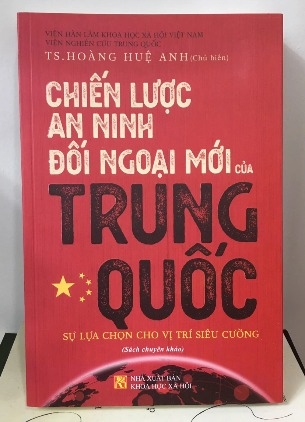 VIỆN HÀN LÂM KHOA HỌC XÃ HỘI VIỆT NAM
VIỆN NGHIÊN CỨU TRUNG QUỐC
TS.HOÀNG HUỆ ANH (Chủ biên)
CHIẾN LƯỢC
AN NINH
ĐỐI NGOẠI MỚI CỦA
TRUNG
QUỐC
SỰ LỰA CHỌN CHO VỊ TRÍ SIÊU CƯỜNG
(Sách chuyên khảo)
NHÀ XUẤT BẢN
KHOA HỌC XÃ HỘI